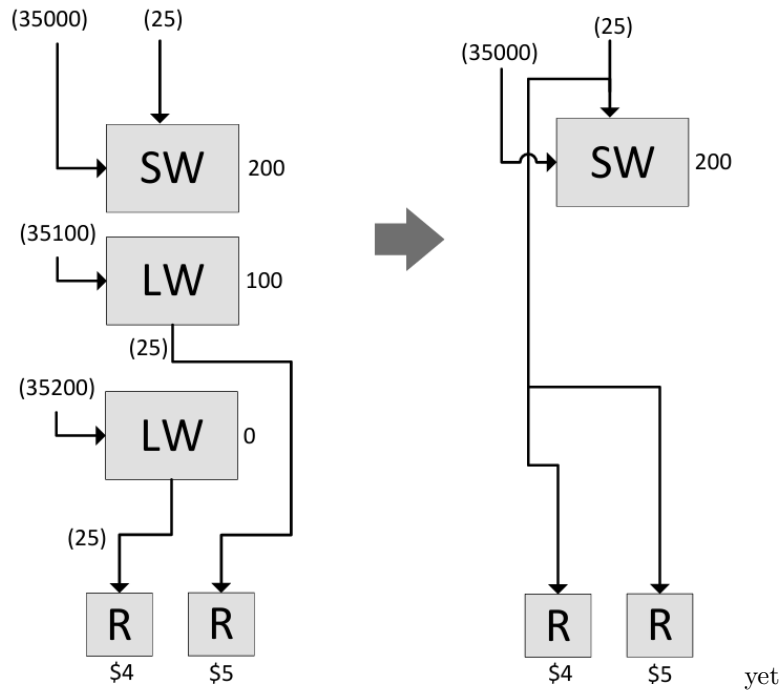 (35000) (25)
SW 200
(35100)
LW 100
(25)
(35200)
LW 0
(25)
R R
$4 $5
(25)
(35000)
SW 200
R R
$4 $5
yet